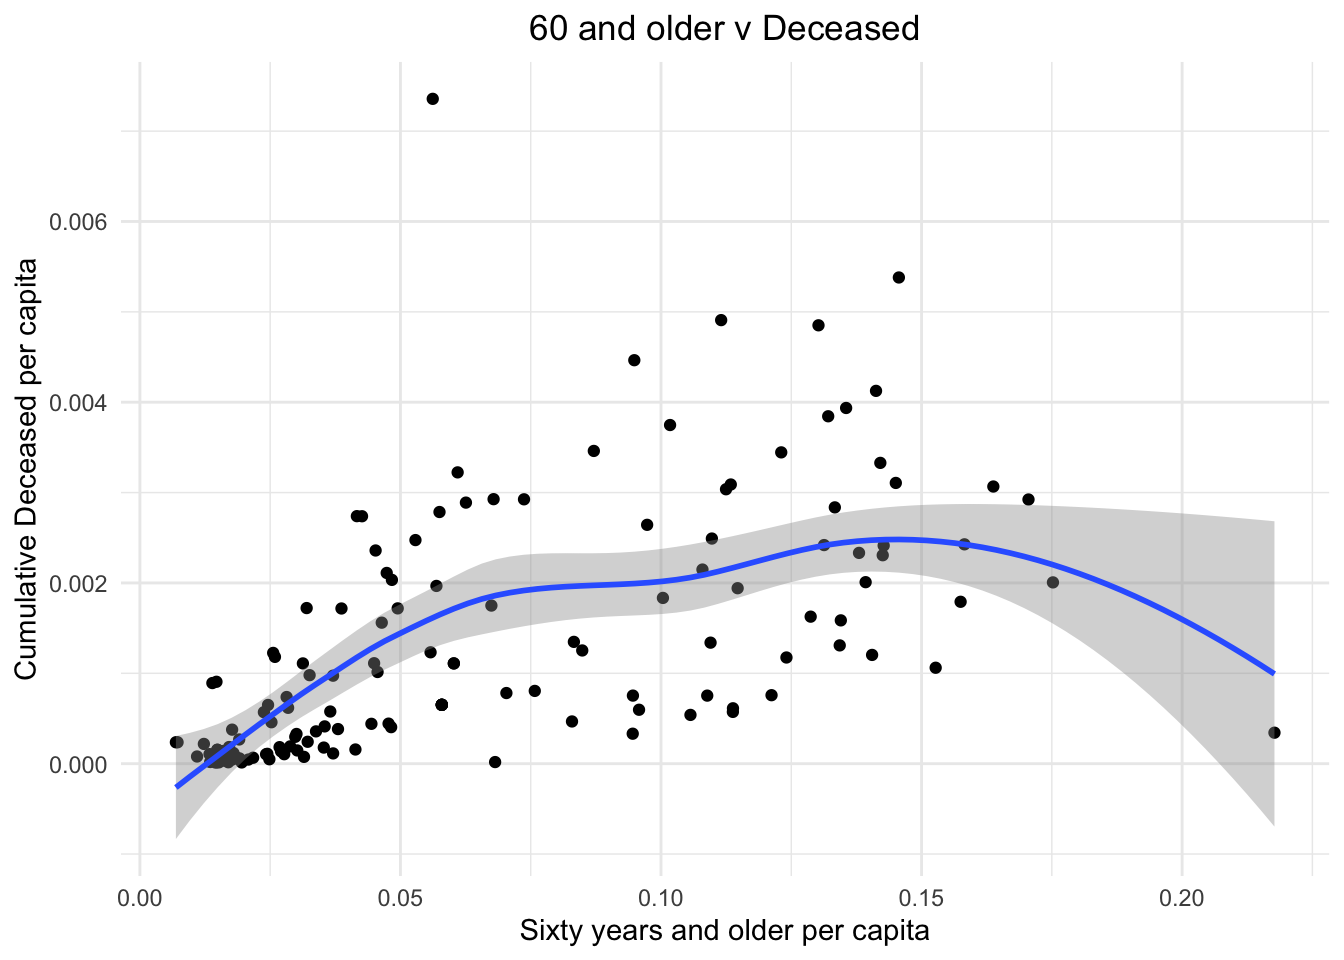 60 and older v Deceased
Cumulative Deceased per capita
0.006
0.004
0.002
0.000
0.00 0.05 0.10 0.15 0.20
Sixty years and older per capita